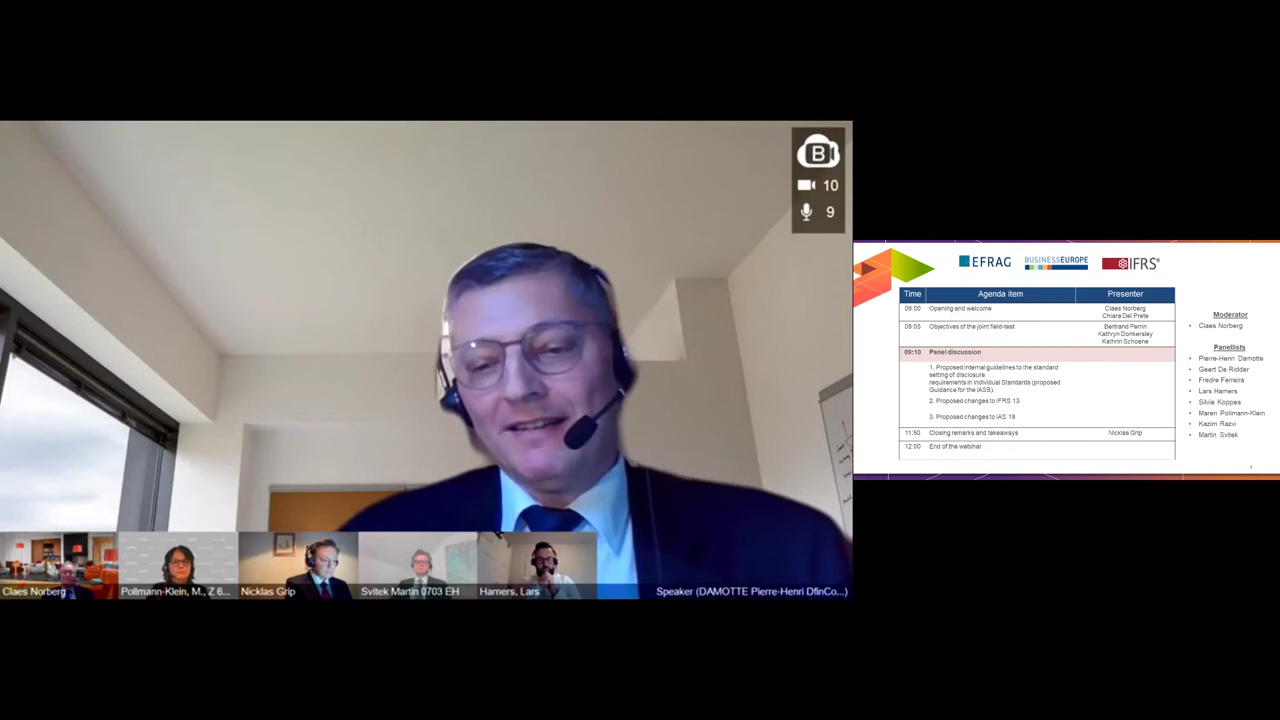 B
10
9
Claes Norberg
Pollmann-Klein, M., Z 6...
Nicklas Grip
Svitek Martin 0703 EH
Hamers, Lars
Speaker (DAMOTTE Pierre-Henri DfinCo...)
EFRAG
BUSINESSEUROPE
IFRS®
Time Agenda item Presenter
09:00 Opening and welcome Claes Norberg
Chiara Del Prete
09:05 Objectives of the joint field-test Bertrand Perrin
Kathryn Donkersley
Kathrin Schoene
09:10 Panel discussion
1. Proposed internal guidelines to the standard
setting of disclosure
requirements in individual Standards (proposed
Guidance for the IASB).
2. Proposed changes to IFRS 13
3. Proposed changes to IAS 19
11:50 Closing remarks and takeaways Nicklas Grip
12:00 End of the webinar
Moderator
• Claes Norberg
Panellists
• Pierre-Henri Damotte
• Geert De Ridder
• Fredre Ferreira
• Lars Hamers
• Silvie Koppes
• Maren Pollmann-Klein
• Kazim Razvi
• Martin Svitek
4